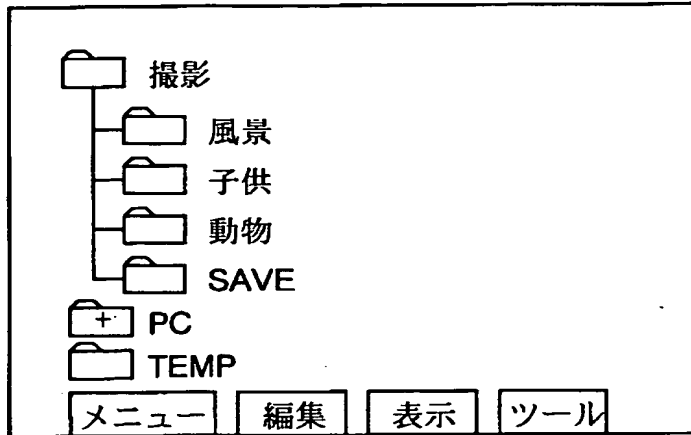 撮影
風景
子供
動物
SAVE
+ PC
TEMP
メニュー 編集 表示 ツール